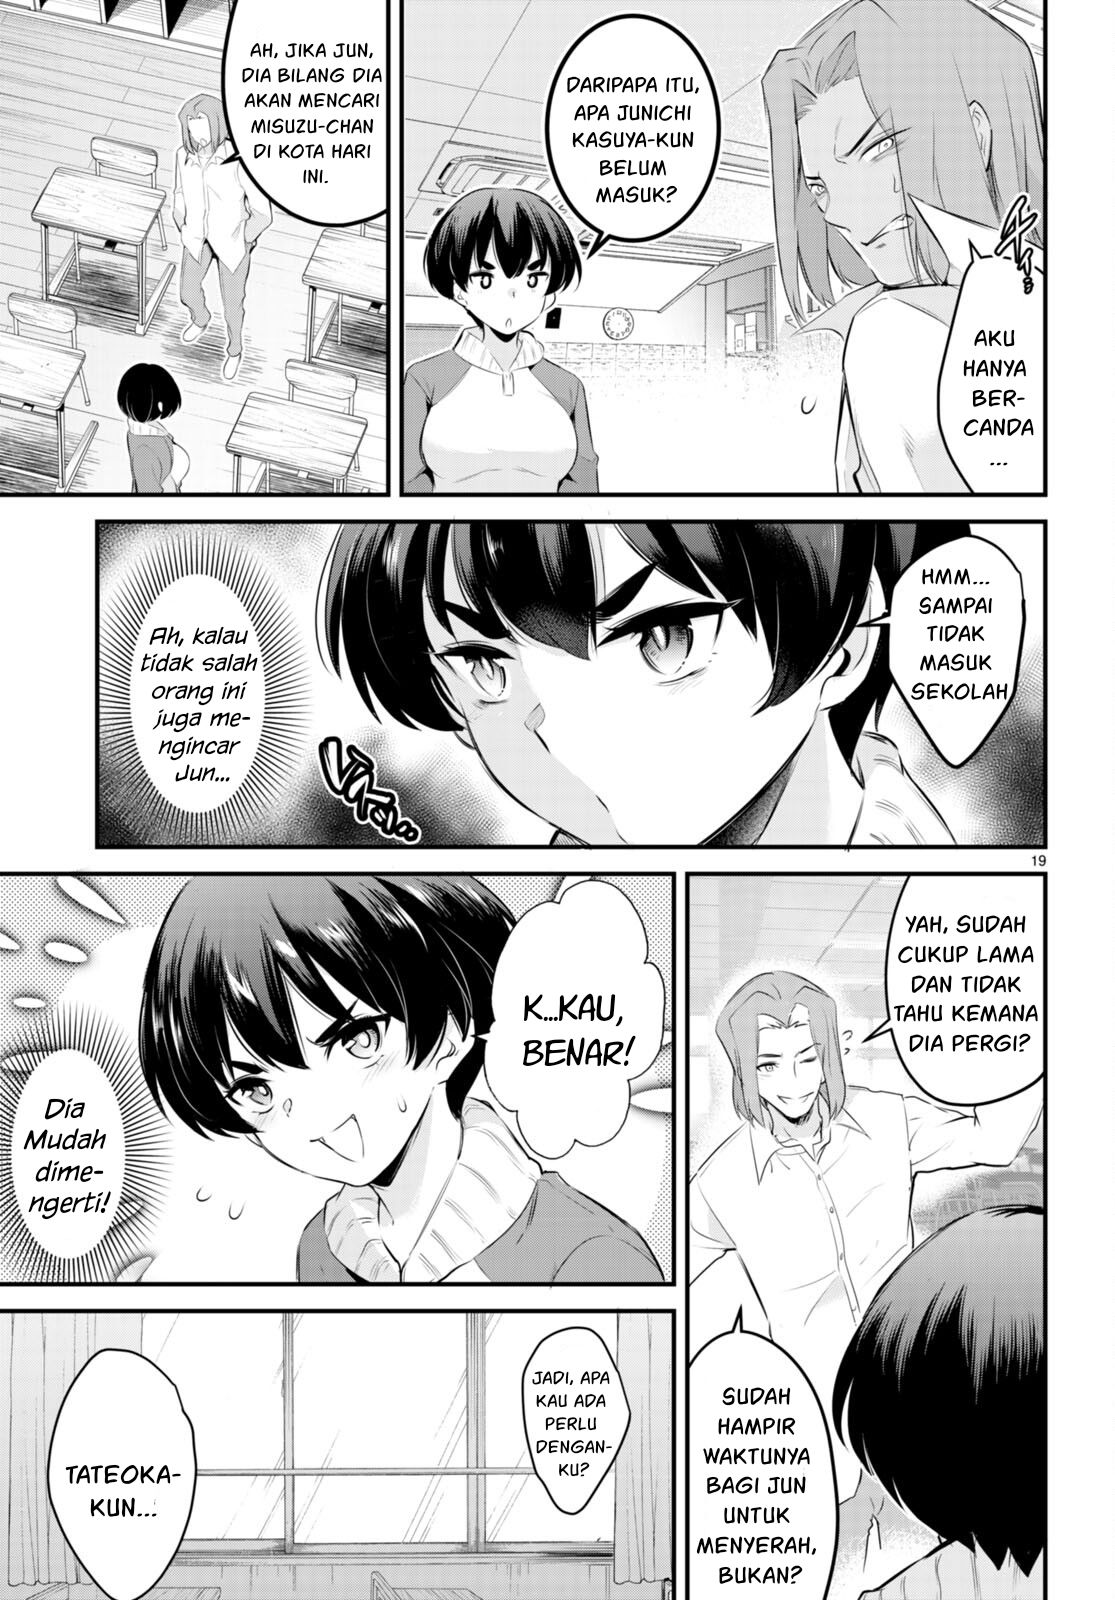 AKU
HANYA
BER-
CANDA
...
DARIPAPA ITU,
APA JUNICHI
KASUYA-KUN
BELUM
MASUK?
AH, JIKA JUN,
DIA BILANG DIA
AKAN MENCARI
MISUZU-CHAN
DI KOTA HARI
INI.
HMM...
SAMPAI
TIDAK
MASUK
SEKOLAH
Ah, kalau
tidak salah
orang ini
juga me-
ngincar
Jun...
19
YAH, SUDAH
CUKUP LAMA
DAN TIDAK
TAHU KEMANA
DIA PERGI?
SUDAH
HAMPIR
WAKTUNYA
BAGI JUN
UNTUK
MENYERAH,
BUKAN?
K...KAU,
BENAR!
Dia
Mudah
dime-
ngerti!
JADI, APA
KAU ADA
PERLU
DENGAN-
KU?
TATEOKA-
KUN...